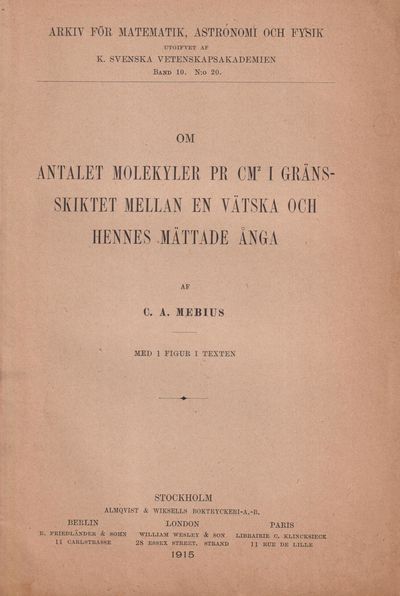 ARKIV FÖR MATEMATIK, ASTRONOMI OCH FYSIK
UTGIFVET AF
K. SVENSKA VETENSKAPSAKADEMIEN
BAND 10. N:o 20.
OM
ANTALET MOLEKYLER PR CM² I GRÄNS-
SKIKTET MELLAN EN VÄTSKA OCH
HENNES MÄTTADE ÅNGA
AF
C. A. MEBIUS
MED 1 FIGUR I TEXTEN
STOCKHOLM
ALMQVIST & WIKSELLS BOKTRYCKERI-A.-B.
BERLIN LONDON PARIS
R. FRIEDLÄNDER & SOHN WILLIAM WESLEY & SON LIBRAIRIE C. KLINCKSIECK
11 CARLSTRASSE 28 ESSEX STREET, STRAND 11 RUE DE LILLE
1915